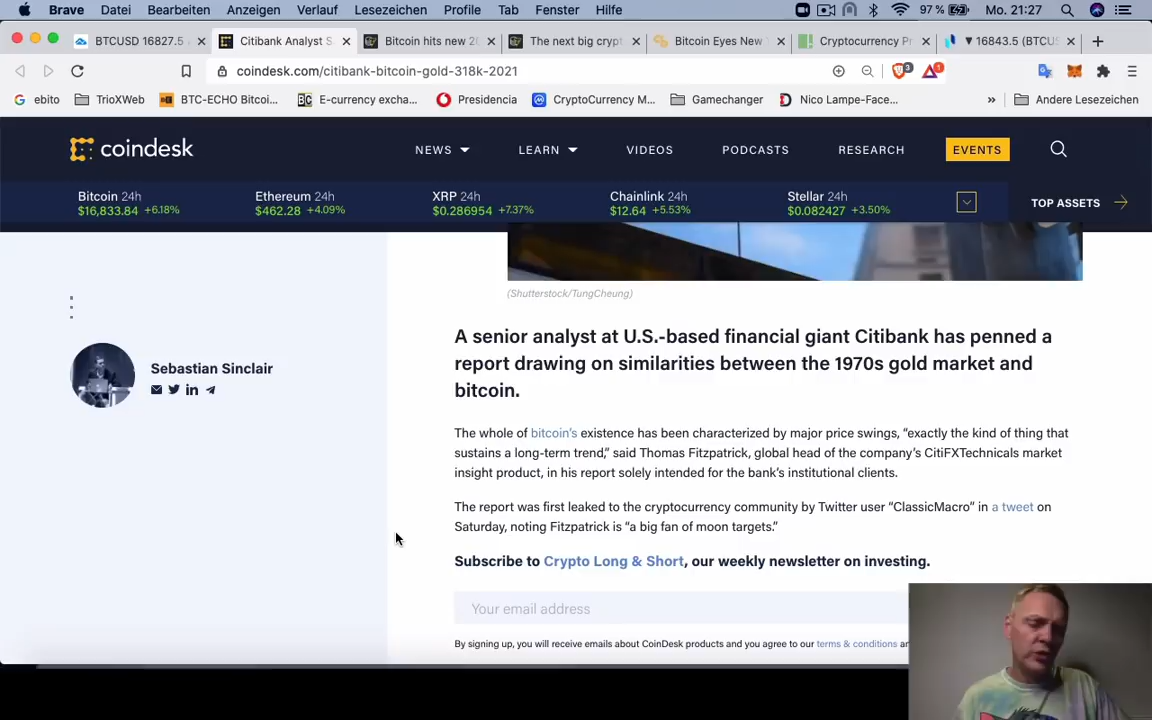 Brave Datei Bearbeiten Anzeigen Verlauf Lesezeichen Profile Tab Fenster Hilfe 97 % Mo. 21:27
BTCUSD 16827.5 Citibank Analyst S Bitcoin hits new 2 The next big crypt Bitcoin Eyes New Cryptocurrency Pr ▼ 16843.5 (BTCUS
coindesk.com/citibank-bitcoin-gold-318k-2021 3 1
ebito TrioXWeb BTC-ECHO Bitcoi... E-currency excha... Presidencia CryptoCurrency M... Gamechanger Nico Lampe-Face... » Andere Lesezeichen
coindesk NEWS LEARN VIDEOS PODCASTS RESEARCH EVENTS
Bitcoin 24h Ethereum 24h XRP 24h Chainlink 24h Stellar 24h
$16,833.84 +6.18% $462.28 +4.09% $0.286954 +7.37% $12.64 +5.53% $0.082427 +3.50% TOP ASSETS
(Shutterstock/TungCheung)
A senior analyst at U.S.-based financial giant Citibank has penned a
report drawing on similarities between the 1970s gold market and
bitcoin.
Sebastian Sinclair
The whole of bitcoin's existence has been characterized by major price swings, “exactly the kind of thing that
sustains a long-term trend,” said Thomas Fitzpatrick, global head of the company's CitiFXTechnicals market
insight product, in his report solely intended for the bank's institutional clients.
The report was first leaked to the cryptocurrency community by Twitter user “ClassicMacro” in a tweet on
Saturday, noting Fitzpatrick is “a big fan of moon targets.”
Subscribe to Crypto Long & Short, our weekly newsletter on investing.
Your email address
By signing up, you will receive emails about CoinDesk products and you agree to our terms & conditions